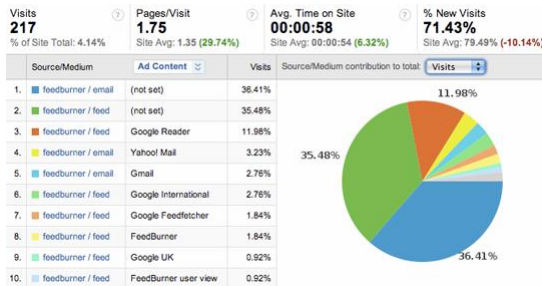 Visits
217
% of Site Total: 4.14%
Pages/Visit
1.75
Site Avg: 1.35 (29.74%)
Avg. Time on Site
00:00:58
Site Avg: 00:00:54 (6.32%)
% New Visits
71.43%
Site Avg: 79.49% (-10.14%)
Source/Medium Ad Content Visits Source/Medium contribution to total: Visits
1. feedburner / email (not set) 36.41%
2. feedburner / feed (not set) 35.48%
3. feedburner / feed Google Reader 11.98%
4. feedburner / email Yahoo! Mail 3.23%
5. feedburner / email Gmail 2.76%
6. feedburner / feed Google International 2.76%
7. feedburner / feed Google Feedfetcher 1.84%
8. feedburner / feed FeedBurner 1.84%
9. feedburner / feed Google UK 0.92%
10. feedburner / feed FeedBurner user view 0.92%
11.98%
35.48%
36.41%